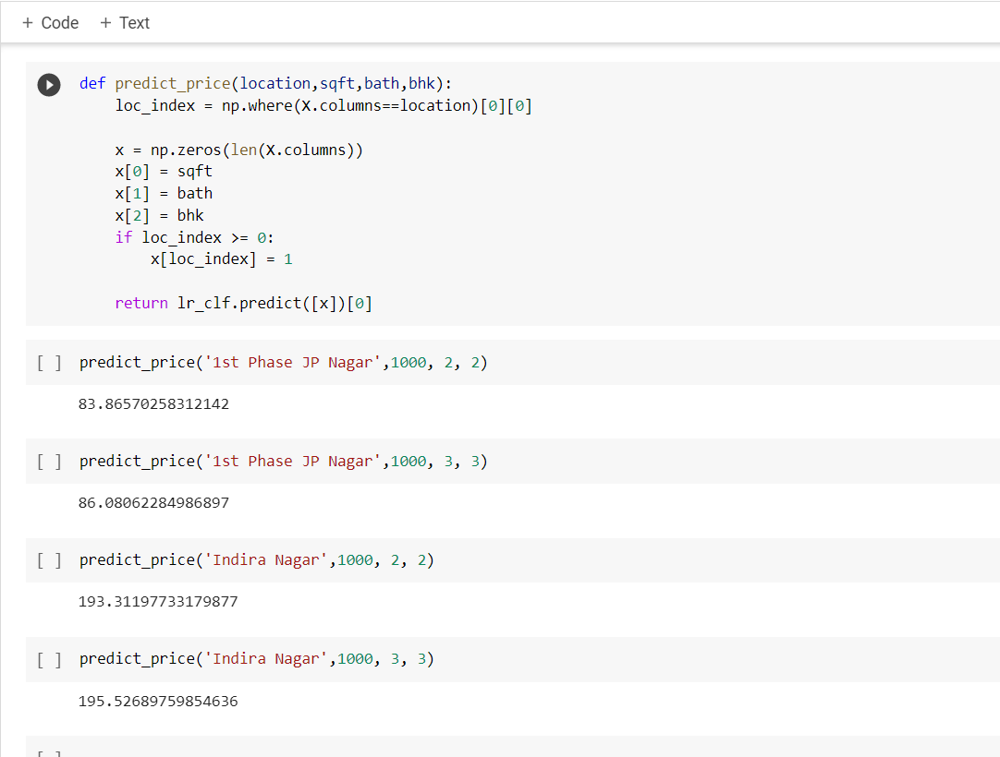 + Code + Text
def predict_price(location,sqft,bath,bhk):
    loc_index = np.where(X.columns==location)[0][0]
    x = np.zeros(len(X.columns))
    x[0] = sqft
    x[1] = bath
    x[2] = bhk
    if loc_index >= 0:
        x[loc_index] = 1
    return lr_clf.predict([x])[0]
[ ] predict_price('1st Phase JP Nagar',1000, 2, 2)
83.86570258312142
[ ] predict_price('1st Phase JP Nagar',1000, 3, 3)
86.08062284986897
[ ] predict_price('Indira Nagar',1000, 2, 2)
193.31197733179877
[ ] predict_price('Indira Nagar',1000, 3, 3)
195.52689759854636
[ ]